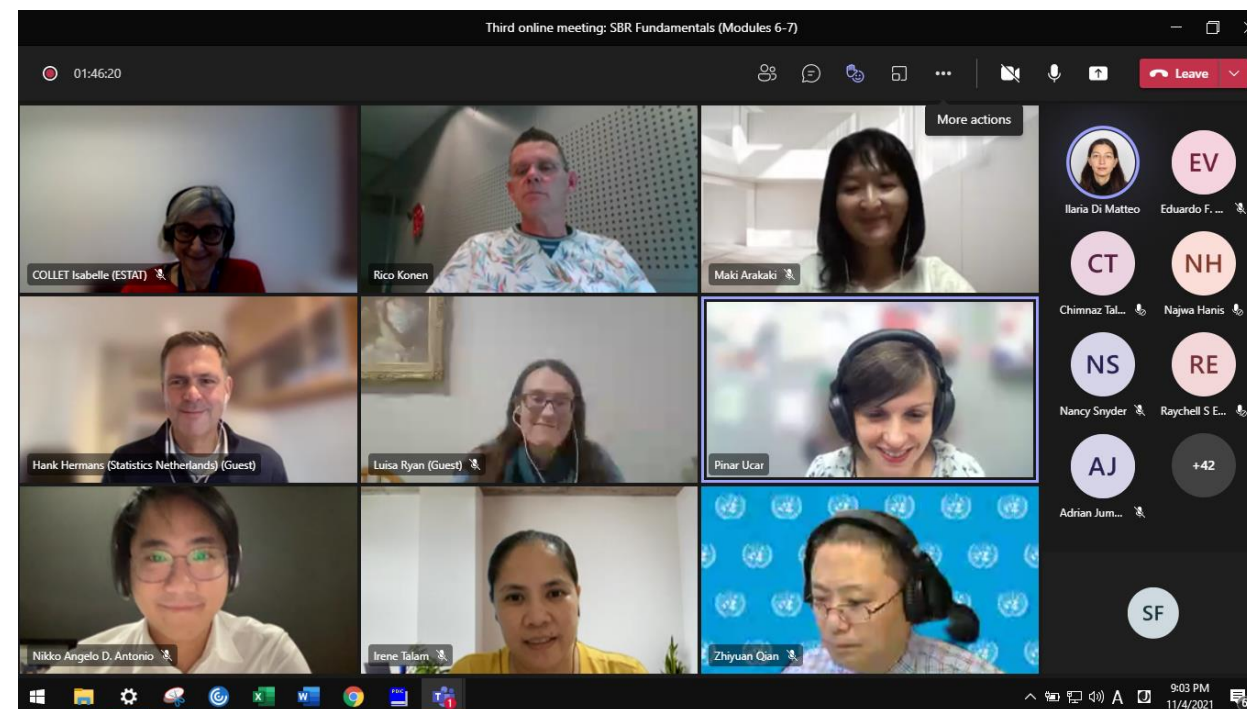 Third online meeting: SBR Fundamentals (Modules 6-7)
01:46:20
Leave
More actions
COLLET Isabelle (ESTAT)
Rico Konen
Maki Arakaki
Ilaria Di Matteo
EV
Eduardo F. ...
CT
Chimnaz Tal...
NH
Najwa Hanis
Hank Hermans (Statistics Netherlands) (Guest)
Luisa Ryan (Guest)
Pinar Ucar
NS
Nancy Snyder
RE
Raychell S E...
AJ
Adrian Jum...
+42
Nikko Angelo D. Antonio
Irene Talam
Zhiyuan Qian
SF
PDIC
1
A
9:03 PM
11/4/2021
6